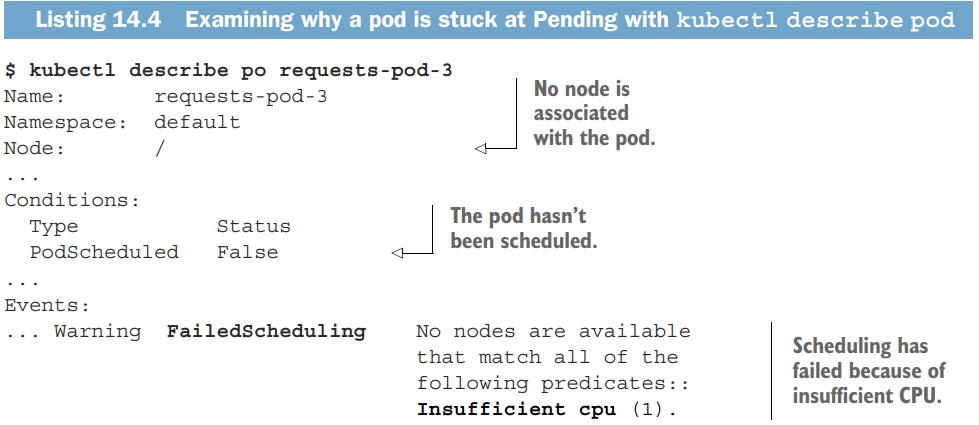 Listing 14.4 Examining why a pod is stuck at Pending with kubectl describe pod
$ kubectl describe po requests-pod-3
Name: requests-pod-3
Namespace: default
Node: /
...
Conditions:
Type Status
PodScheduled False
...
Events:
... Warning FailedScheduling No nodes are available
that match all of the
following predicates::
Insufficient cpu (1).
No node is
associated
with the pod.
The pod hasn’t
been scheduled.
Scheduling has
failed because of
insufficient CPU.